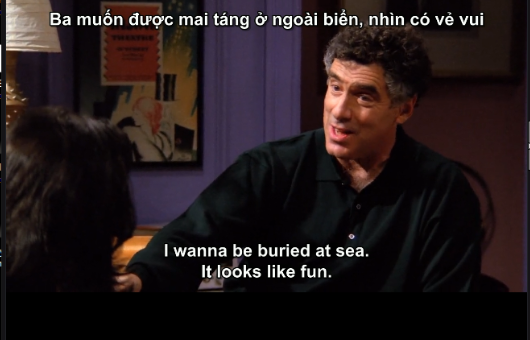 Ba muốn được mai táng ở ngoài biển, nhìn có vẻ vui
I wanna be buried at sea.
It looks like fun.